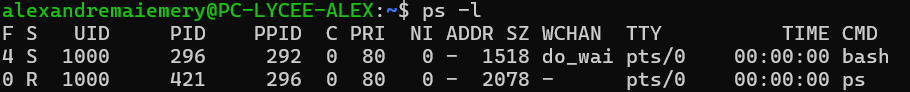 alexandremaiemery@PC-LYCEE-ALEX:~$ ps -l
F S   UID     PID    PPID  C PRI  NI ADDR SZ WCHAN  TTY          TIME CMD
4 S  1000     296     292  0  80   0 -  1518 do_wai pts/0    00:00:00 bash
0 R  1000     421     296  0  80   0 -  2078 -      pts/0    00:00:00 ps